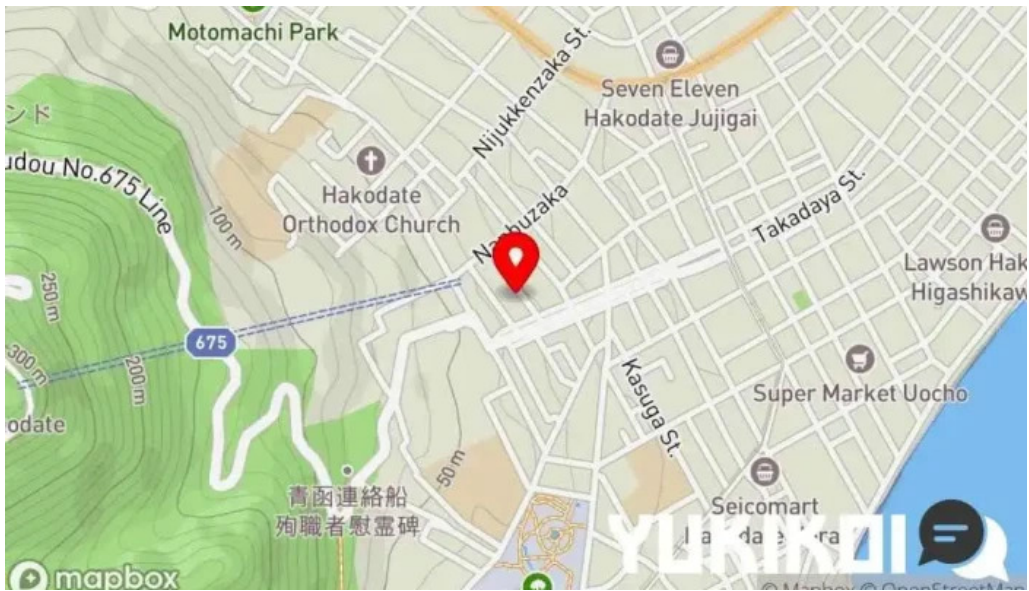 Motomachi Park
Nijukkenzaka St.
Seven Eleven
Hakodate Jujigai
ンド
udou No.675 Line
Hakodate
Orthodox Church
100 m
Takadaya St.
Lawson Hak
Higashikaw
250 m
675
300 m
200 m
Super Market Uocho
odate
Kasuga St.
50 m
青函連絡船
殉職者慰霊碑
Seicomart
YUKIKOI
mapbox
© Mapbox © OpenStreetMap